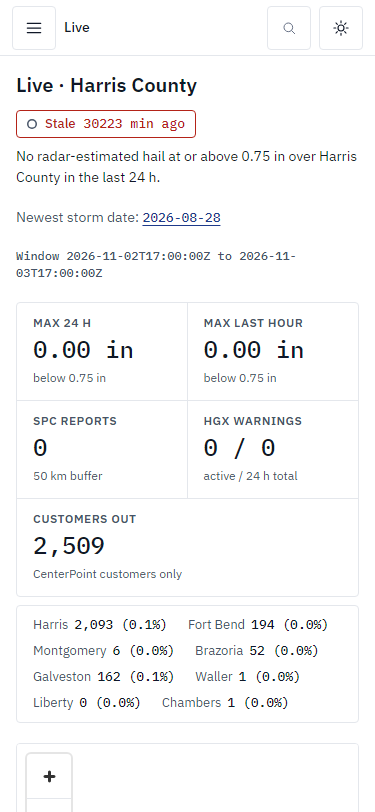 Live
Live · Harris County
Stale 30223 min ago
No radar-estimated hail at or above 0.75 in over Harris
County in the last 24 h.
Newest storm date: 2026-08-28
Window 2026-11-02T17:00:00Z to 2026-11-
03T17:00:00Z
MAX 24 H
0.00 in
below 0.75 in
MAX LAST HOUR
0.00 in
below 0.75 in
SPC REPORTS
0
50 km buffer
HGX WARNINGS
0 / 0
active / 24 h total
CUSTOMERS OUT
2,509
CenterPoint customers only
Harris 2,093 (0.1%) Fort Bend 194 (0.0%)
Montgomery 6 (0.0%) Brazoria 52 (0.0%)
Galveston 162 (0.1%) Waller 1 (0.0%)
Liberty 0 (0.0%) Chambers 1 (0.0%)
+